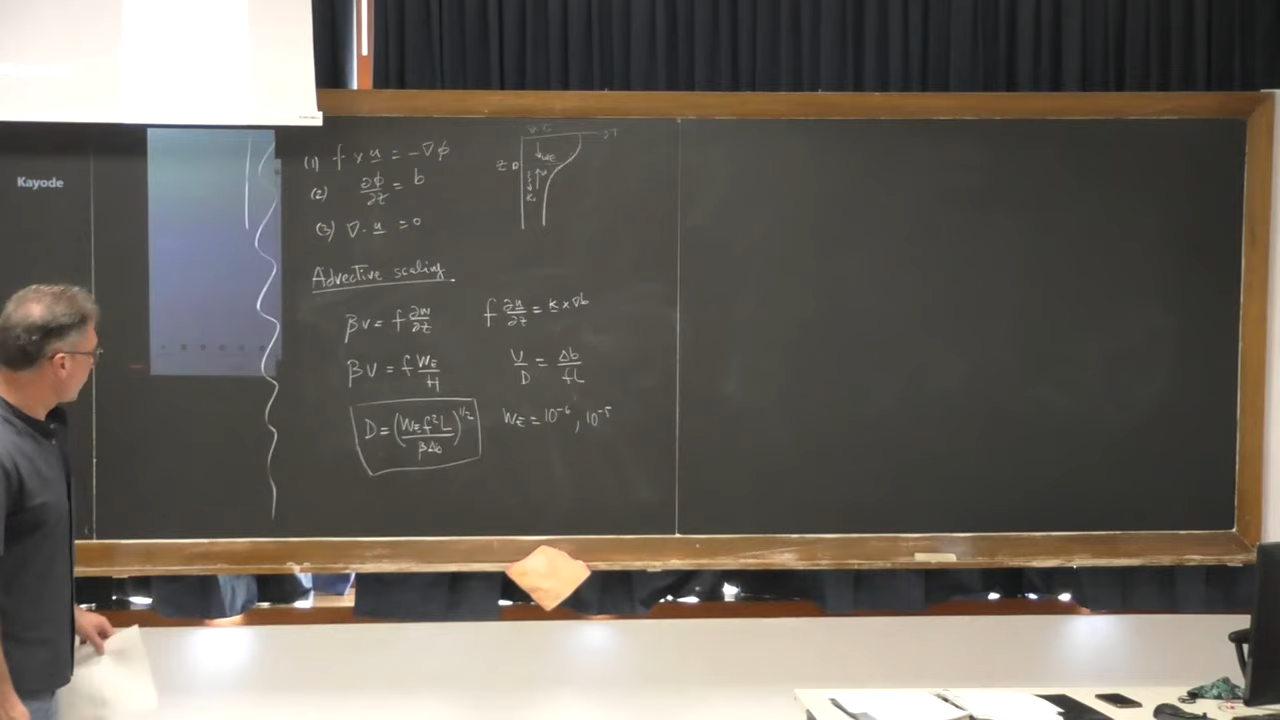 Kayode
(1) f × u = -∇φ
(2) ∂φ/∂z = b
(3) ∇· u = 0
z D
W_E
Advective scaling
βv = f ∂w/∂z
f ∂u/∂z = k × ∇b
βV = f W_E/H
U/D = Δb/fL
D = (W_E f² L / βΔb)^1/2
W_E = 10⁻⁶, 10⁻⁵